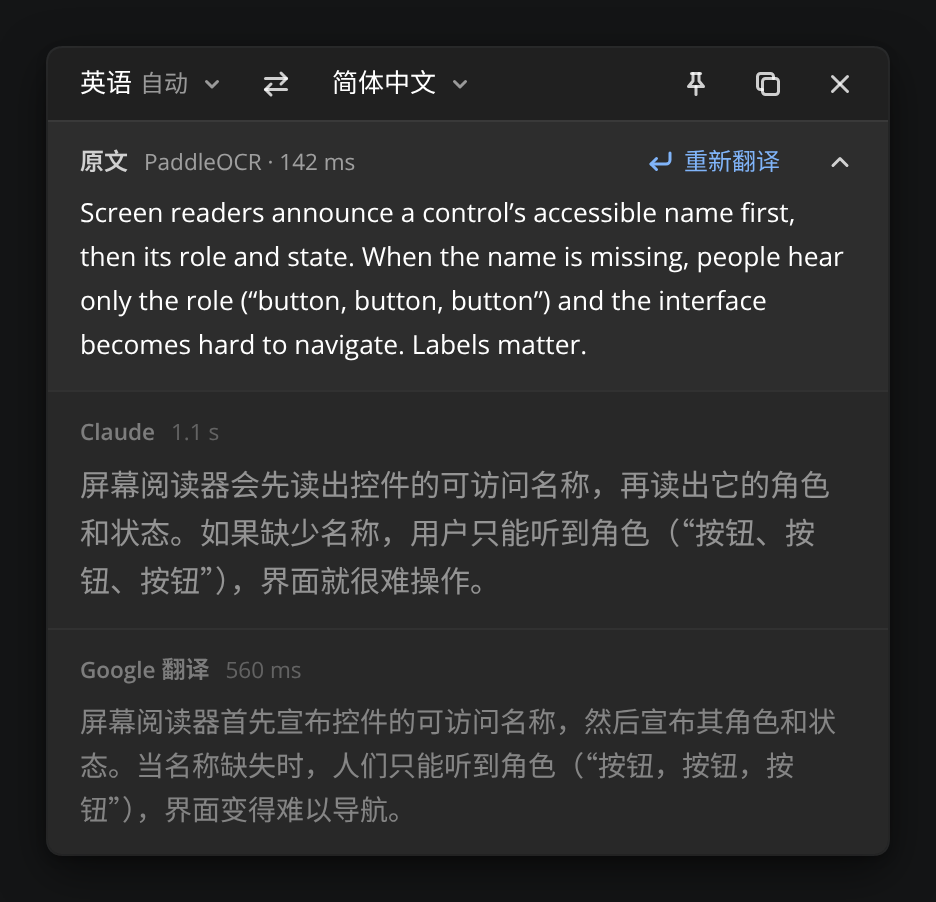 英语 自动 简体中文
原文 PaddleOCR · 142 ms 重新翻译
Screen readers announce a control’s accessible name first,
then its role and state. When the name is missing, people hear
only the role (“button, button, button”) and the interface
becomes hard to navigate. Labels matter.
Claude 1.1 s
屏幕阅读器会先读出控件的可访问名称，再读出它的角色
和状态。如果缺少名称，用户只能听到角色（“按钮、按
钮、按钮”），界面就很难操作。
Google 翻译 560 ms
屏幕阅读器首先宣布控件的可访问名称，然后宣布其角色和状
态。当名称缺失时，人们只能听到角色（“按钮，按钮，按
钮”），界面变得难以导航。